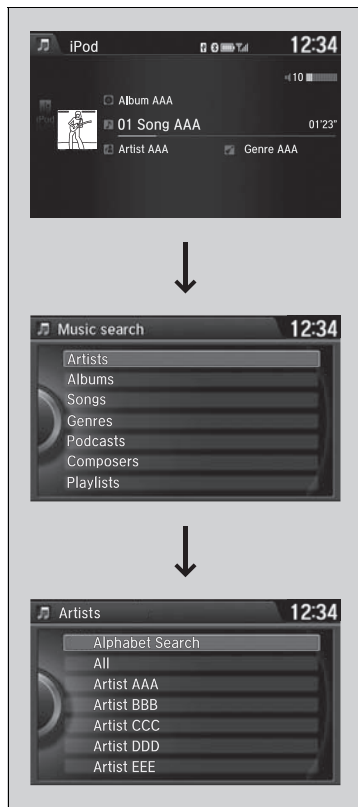 iPod 12:34
10
Album AAA
01 Song AAA 01'23"
Artist AAA Genre AAA
Music search 12:34
Artists
Albums
Songs
Genres
Podcasts
Composers
Playlists
Artists 12:34
Alphabet Search
All
Artist AAA
Artist BBB
Artist CCC
Artist DDD
Artist EEE